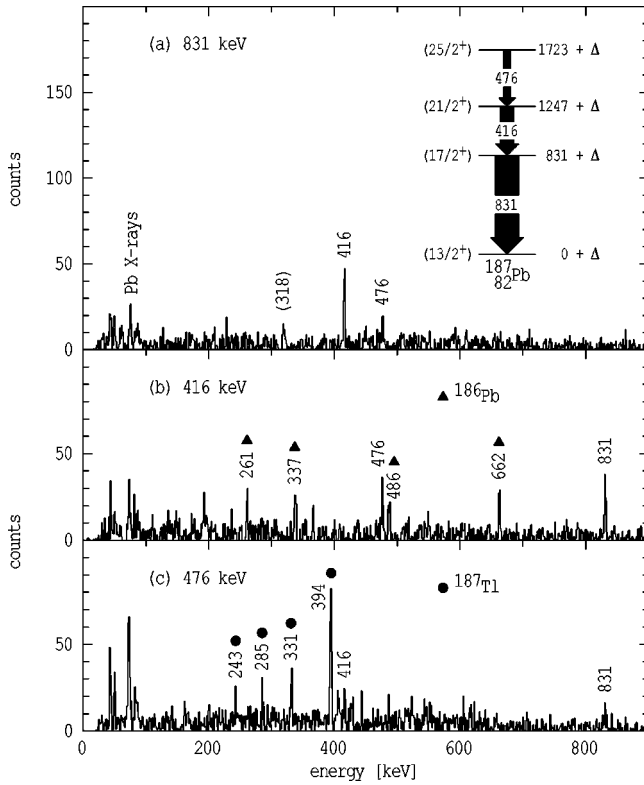 (a) 831 keV
(25/2⁺) 1723 + Δ
476
(21/2⁺) 1247 + Δ
416
(17/2⁺) 831 + Δ
831
(13/2⁺) 0 + Δ
¹⁸⁷Pb
82
150
100
50
0
counts
Pb X-rays
(318)
416
476
(b) 416 keV
▲ ¹⁸⁶Pb
50
0
counts
261
337
476
486
662
831
(c) 476 keV
● ¹⁸⁷Tl
50
0
243
285
331
394
416
831
0 200 400 600 800
energy [keV]